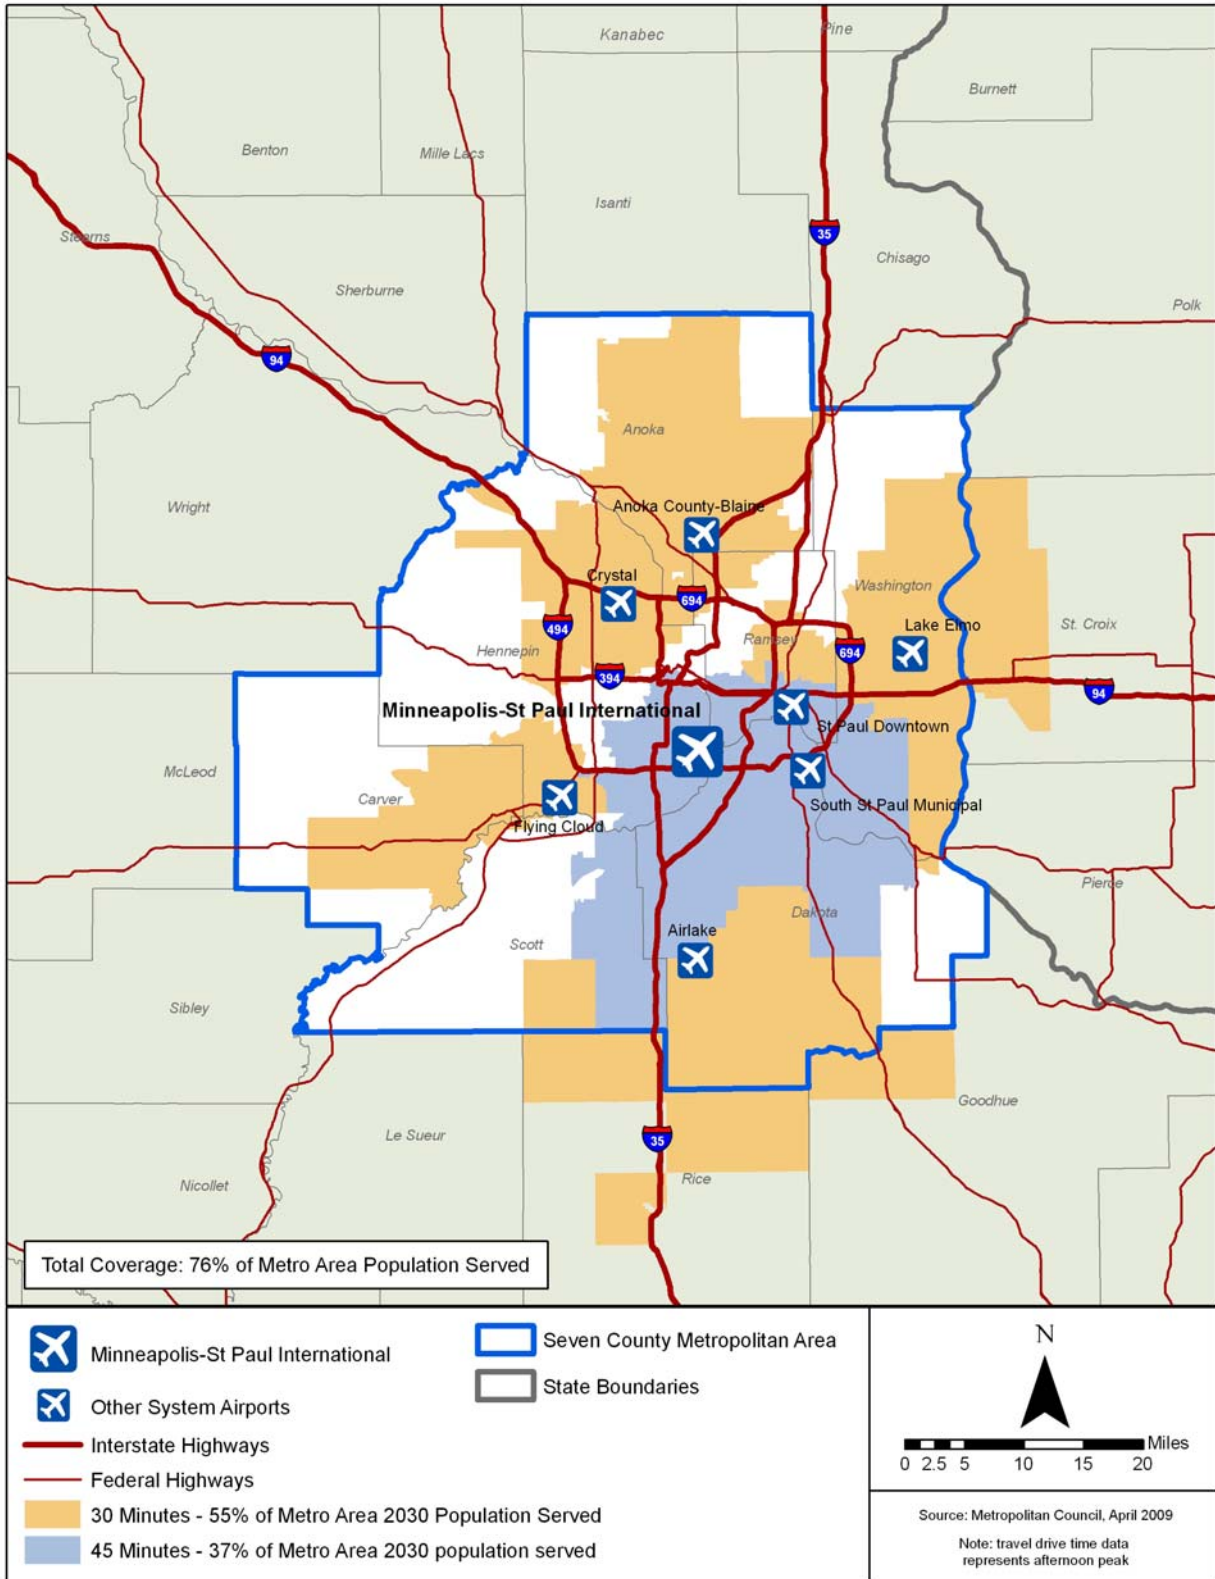 Kanabec
Pine
Burnett
Benton
Mille Lacs
Isanti
Stearns
35
Chisago
Sherburne
Polk
94
Anoka
Wright
Anoka County-Blaine
Crystal
Washington
694
494
Ramsey
Lake Elmo
St. Croix
Hennepin
694
394
94
Minneapolis-St Paul International
St Paul Downtown
McLeod
Carver
South St Paul Municipal
Flying Cloud
Pierce
Dakota
Airlake
Scott
Sibley
Goodhue
Le Sueur
35
Nicollet
Rice
Total Coverage: 76% of Metro Area Population Served
Minneapolis-St Paul International
Other System Airports
Interstate Highways
Federal Highways
30 Minutes - 55% of Metro Area 2030 Population Served
45 Minutes - 37% of Metro Area 2030 population served
Seven County Metropolitan Area
State Boundaries
N
Miles
0 2.5 5 10 15 20
Source: Metropolitan Council, April 2009
Note: travel drive time data
represents afternoon peak